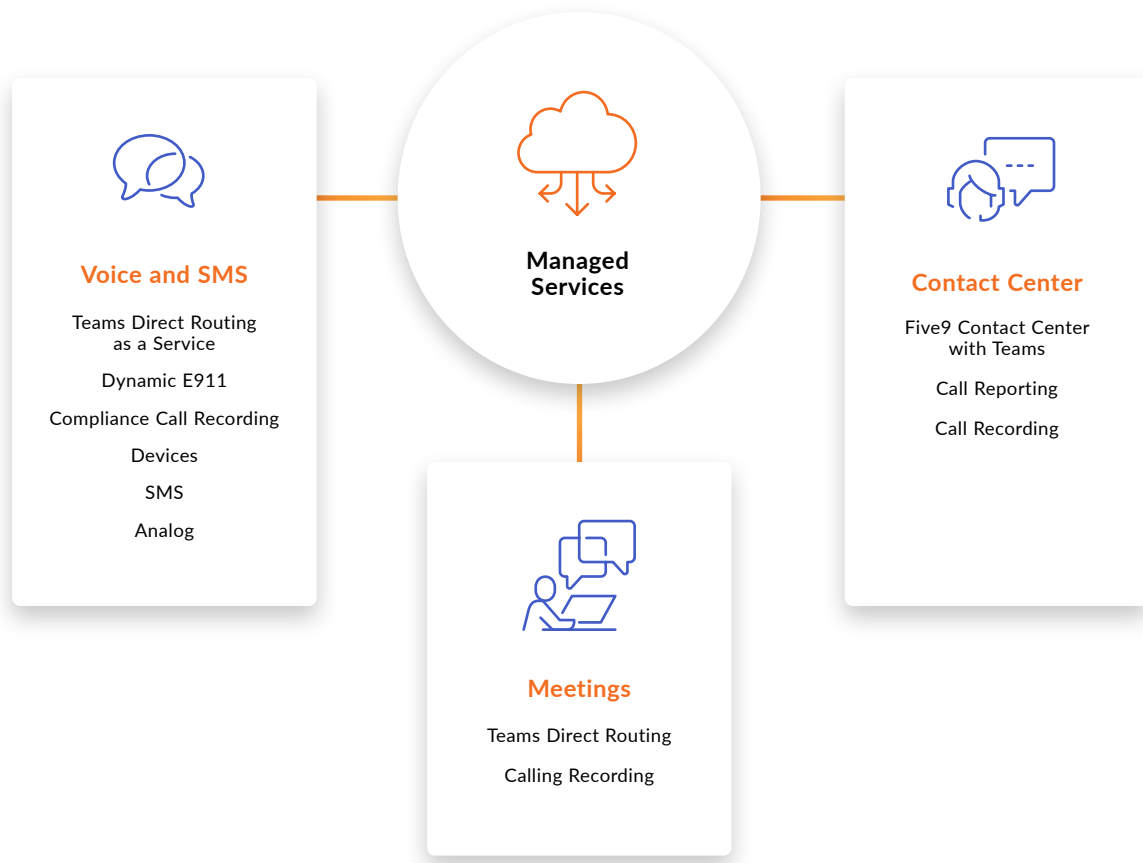 Managed
Services
Voice and SMS
Teams Direct Routing
as a Service
Dynamic E911
Compliance Call Recording
Devices
SMS
Analog
Contact Center
Five9 Contact Center
with Teams
Call Reporting
Call Recording
Meetings
Teams Direct Routing
Calling Recording